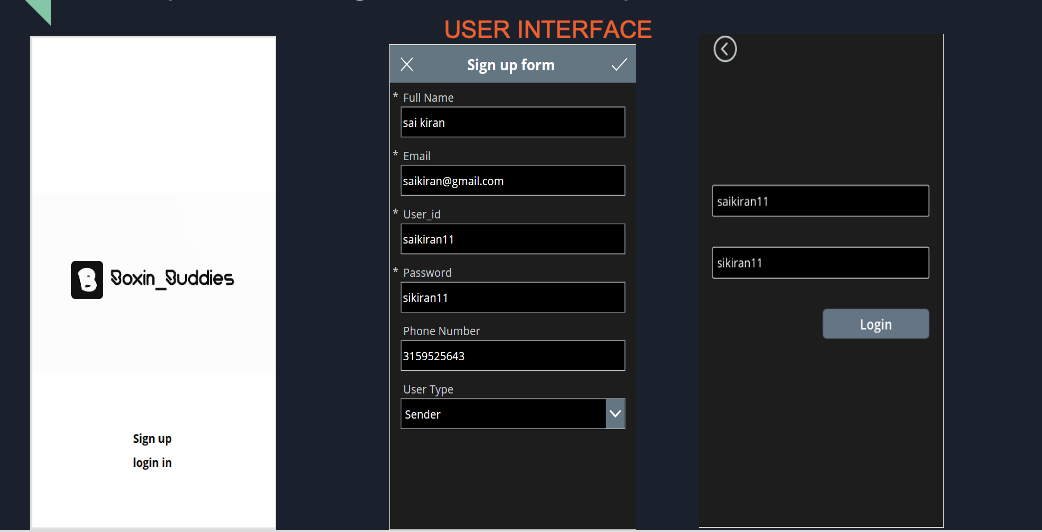 USER INTERFACE
Boxin_Buddies
Sign up
login in
Sign up form
* Full Name
sai kiran
* Email
saikiran@gmail.com
* User_id
saikiran11
* Password
sikiran11
Phone Number
3159525643
User Type
Sender
saikiran11
sikiran11
Login